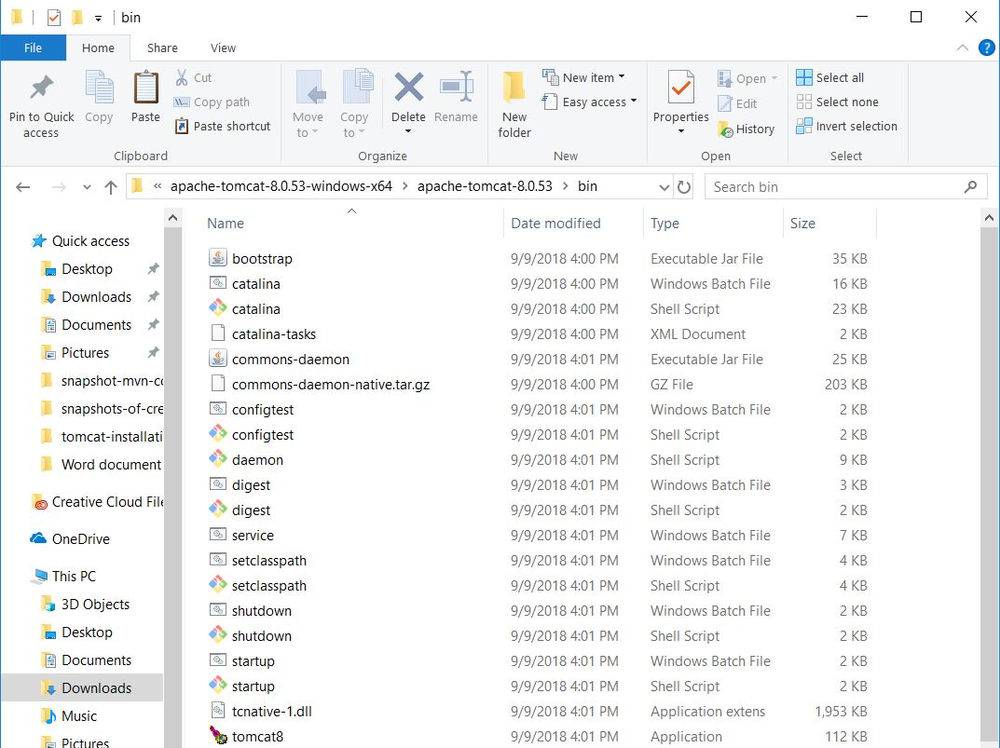 bin
File Home Share View
Pin to Quick access
Copy
Paste
Cut
Copy path
Paste shortcut
Clipboard
Move to
Copy to
Delete
Rename
Organize
New folder
New item
Easy access
New
Properties
Open
Edit
History
Open
Select all
Select none
Invert selection
Select
« apache-tomcat-8.0.53-windows-x64 > apache-tomcat-8.0.53 > bin
Search bin
Quick access
Desktop
Downloads
Documents
Pictures
snapshot-mvn-co
snapshots-of-cre
tomcat-installati
Word document
Creative Cloud File
OneDrive
This PC
3D Objects
Desktop
Documents
Downloads
Music
Pictures
Name Date modified Type Size
bootstrap 9/9/2018 4:00 PM Executable Jar File 35 KB
catalina 9/9/2018 4:00 PM Windows Batch File 16 KB
catalina 9/9/2018 4:00 PM Shell Script 23 KB
catalina-tasks 9/9/2018 4:00 PM XML Document 2 KB
commons-daemon 9/9/2018 4:01 PM Executable Jar File 25 KB
commons-daemon-native.tar.gz 9/9/2018 4:00 PM GZ File 203 KB
configtest 9/9/2018 4:01 PM Windows Batch File 2 KB
configtest 9/9/2018 4:01 PM Shell Script 2 KB
daemon 9/9/2018 4:01 PM Shell Script 9 KB
digest 9/9/2018 4:01 PM Windows Batch File 3 KB
digest 9/9/2018 4:01 PM Shell Script 2 KB
service 9/9/2018 4:01 PM Windows Batch File 7 KB
setclasspath 9/9/2018 4:01 PM Windows Batch File 4 KB
setclasspath 9/9/2018 4:01 PM Shell Script 4 KB
shutdown 9/9/2018 4:01 PM Windows Batch File 2 KB
shutdown 9/9/2018 4:01 PM Shell Script 2 KB
startup 9/9/2018 4:01 PM Windows Batch File 2 KB
startup 9/9/2018 4:01 PM Shell Script 2 KB
tcnative-1.dll 9/9/2018 4:01 PM Application extens 1,953 KB
tomcat8 9/9/2018 4:01 PM Application 112 KB